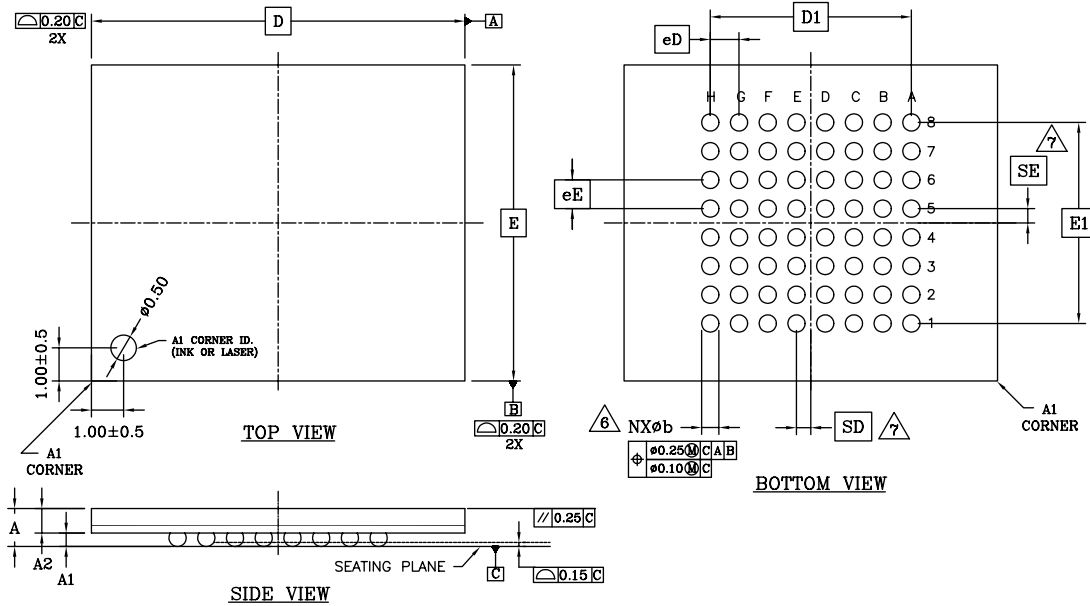 ⌓ 0.20 C
2X
D
A
E
ø0.50
A1 CORNER ID.
(INK OR LASER)
1.00±0.5
1.00±0.5
A1
CORNER
TOP VIEW
B
⌓ 0.20 C
2X
D1
eD
H G F E D C B A
8
7
6
5
4
3
2
1
7
SE
eE
E1
6 NXøb
⌖ ø0.25 Ⓜ C A B
ø0.10 Ⓜ C
SD 7
A1
CORNER
BOTTOM VIEW
A
A2
A1
// 0.25 C
SEATING PLANE
C
⌓ 0.15 C
SIDE VIEW